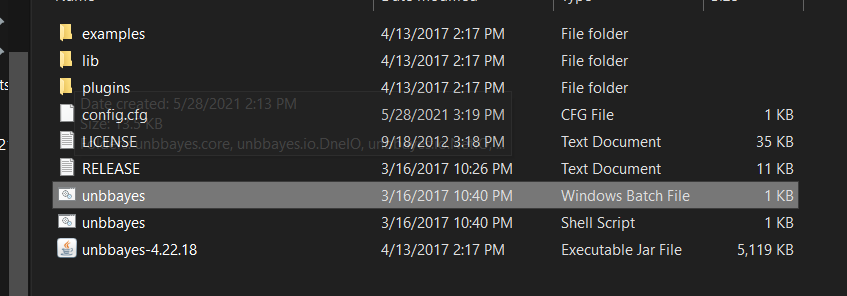 Name Date modified Type Size
examples 4/13/2017 2:17 PM File folder
lib 4/13/2017 2:17 PM File folder
plugins 4/13/2017 2:17 PM File folder
Date created: 5/28/2021 2:13 PM
config.cfg 5/28/2021 3:19 PM CFG File 1 KB
Size: 13.5 KB
LICENSE 9/18/2012 3:18 PM Text Document 35 KB
unbbayes.core, unbbayes.io.DneIO,
RELEASE 3/16/2017 10:26 PM Text Document 11 KB
unbbayes 3/16/2017 10:40 PM Windows Batch File 1 KB
unbbayes 3/16/2017 10:40 PM Shell Script 1 KB
unbbayes-4.22.18 4/13/2017 2:17 PM Executable Jar File 5,119 KB